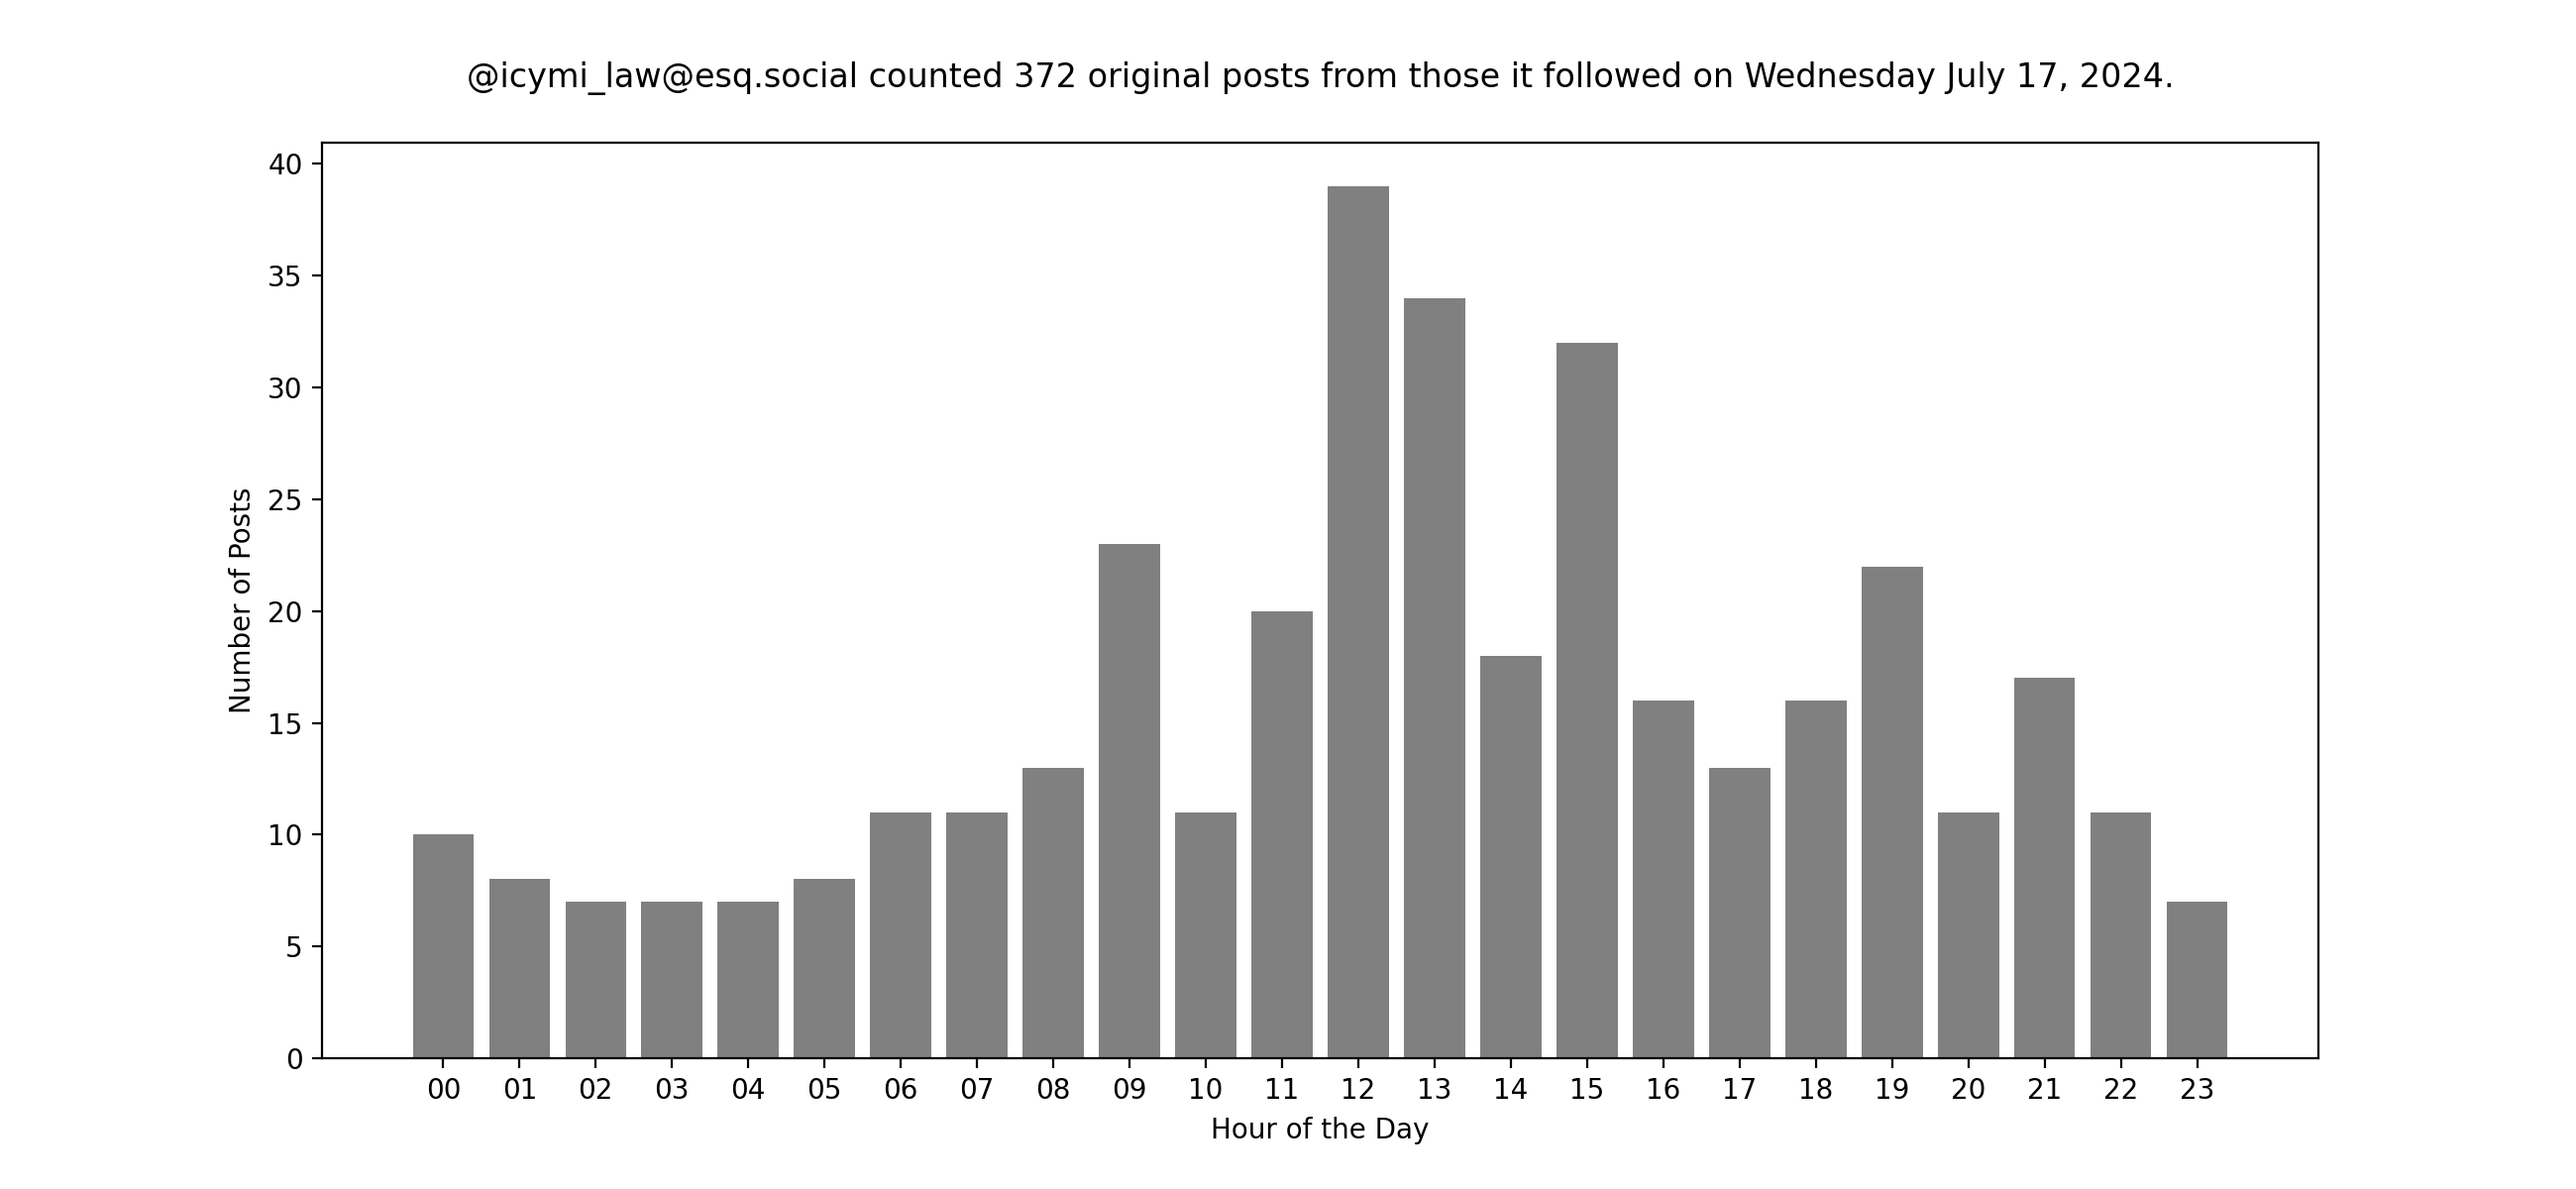 @icymi_law@esq.social counted 372 original posts from those it followed on Wednesday July 17, 2024.
40
35
30
25
20
15
10
5
0
Number of Posts
00 01 02 03 04 05 06 07 08 09 10 11 12 13 14 15 16 17 18 19 20 21 22 23
Hour of the Day